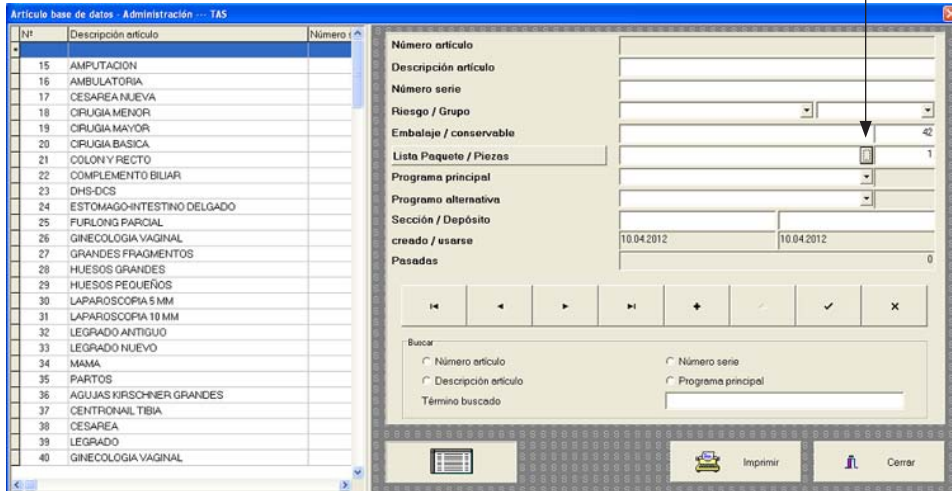 Artículo base de datos - Administración --- TAS
Nº Descripción artículo Número s
15 AMPUTACION
16 AMBULATORIA
17 CESAREA NUEVA
18 CIRUGIA MENOR
19 CIRUGIA MAYOR
20 CIRUGIA BASICA
21 COLON Y RECTO
22 COMPLEMENTO BILIAR
23 DHS-DCS
24 ESTOMAGO-INTESTINO DELGADO
25 FURLONG PARCIAL
26 GINECOLOGIA VAGINAL
27 GRANDES FRAGMENTOS
28 HUESOS GRANDES
29 HUESOS PEQUEÑOS
30 LAPAROSCOPIA 5 MM
31 LAPAROSCOPIA 10 MM
32 LEGRADO ANTIGUO
33 LEGRADO NUEVO
34 MAMA
35 PARTOS
36 AGUJAS KIRSCHNER GRANDES
37 CENTRONAIL TIBIA
38 CESAREA
39 LEGRADO
40 GINECOLOGIA VAGINAL
Número artículo
Descripción artículo
Número serie
Riesgo / Grupo
Embalaje / conservable 42
Lista Paquete / Piezas 1
Programa principal
Programo alternativa
Sección / Depósito
creado / usarse 10.04.2012 10.04.2012
Pasadas 0
Buscar
Número artículo Número serie
Descripción artículo Programa principal
Término buscado
Imprimir Cerrar